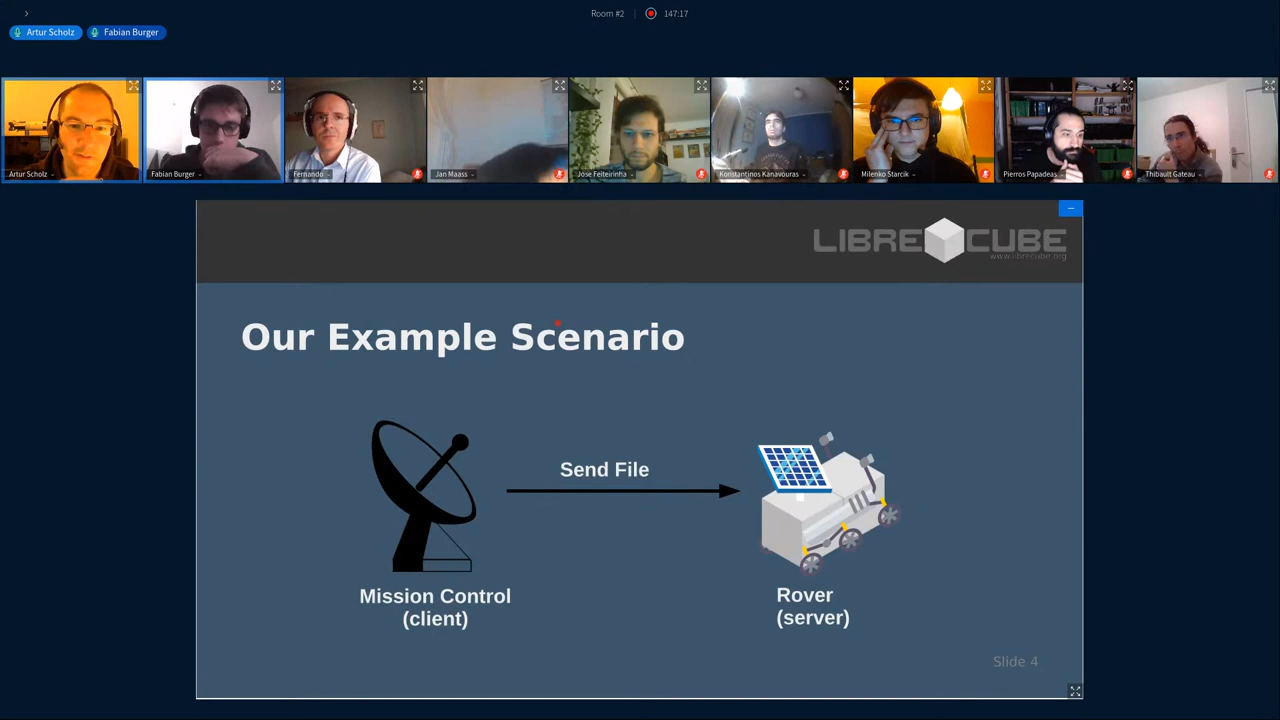 Room #2
147:17
Artur Scholz
Fabian Burger
Artur Scholz
Fabian Burger
Fernando
Jan Maass
Jose Feiteirinha
Konstantinos Kanavouras
Milenko Starcik
Pierros Papadeas
Thibault Gateau
LIBRE CUBE
www.librecube.org
Our Example Scenario
Send File
Mission Control
(client)
Rover
(server)
Slide 4